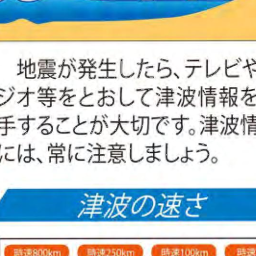 地震が発生したら、テレビや
ジオ等をとおして津波情報を
手することが大切です。津波情
には、常に注意しましょう。
津波の速さ
時速800km 時速250km 時速100km 時速